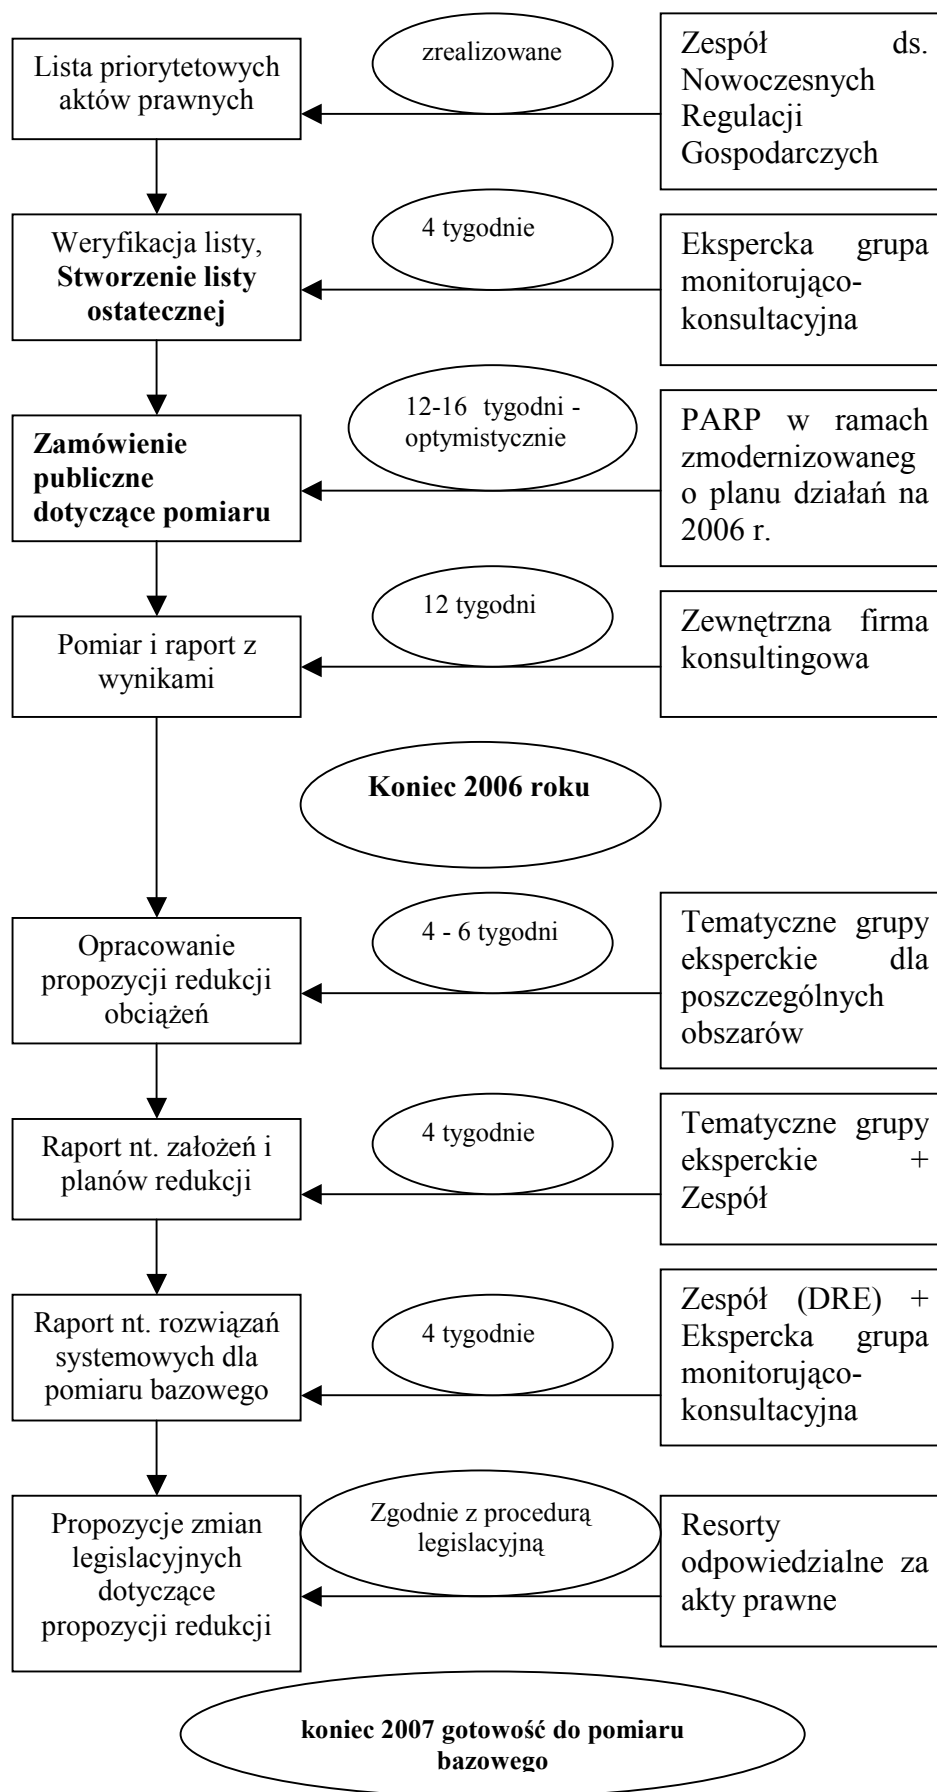 Lista priorytetowych
aktów prawnych
zrealizowane
Zespół ds.
Nowoczesnych
Regulacji
Gospodarczych
Weryfikacja listy,
Stworzenie listy
ostatecznej
4 tygodnie
Ekspercka grupa
monitorująco-
konsultacyjna
Zamówienie
publiczne
dotyczące pomiaru
12-16 tygodni -
optymistycznie
PARP w ramach
zmodernizowaneg
o planu działań na
2006 r.
Pomiar i raport z
wynikami
12 tygodni
Zewnętrzna firma
konsultingowa
Koniec 2006 roku
Opracowanie
propozycji redukcji
obciążeń
4 - 6 tygodni
Tematyczne grupy
eksperckie dla
poszczególnych
obszarów
Raport nt. założeń i
planów redukcji
4 tygodnie
Tematyczne grupy
eksperckie +
Zespół
Raport nt. rozwiązań
systemowych dla
pomiaru bazowego
4 tygodnie
Zespół (DRE) +
Ekspercka grupa
monitorująco-
konsultacyjna
Propozycje zmian
legislacyjnych
dotyczące
propozycji redukcji
Zgodnie z procedurą
legislacyjną
Resorty
odpowiedzialne za
akty prawne
koniec 2007 gotowość do pomiaru
bazowego